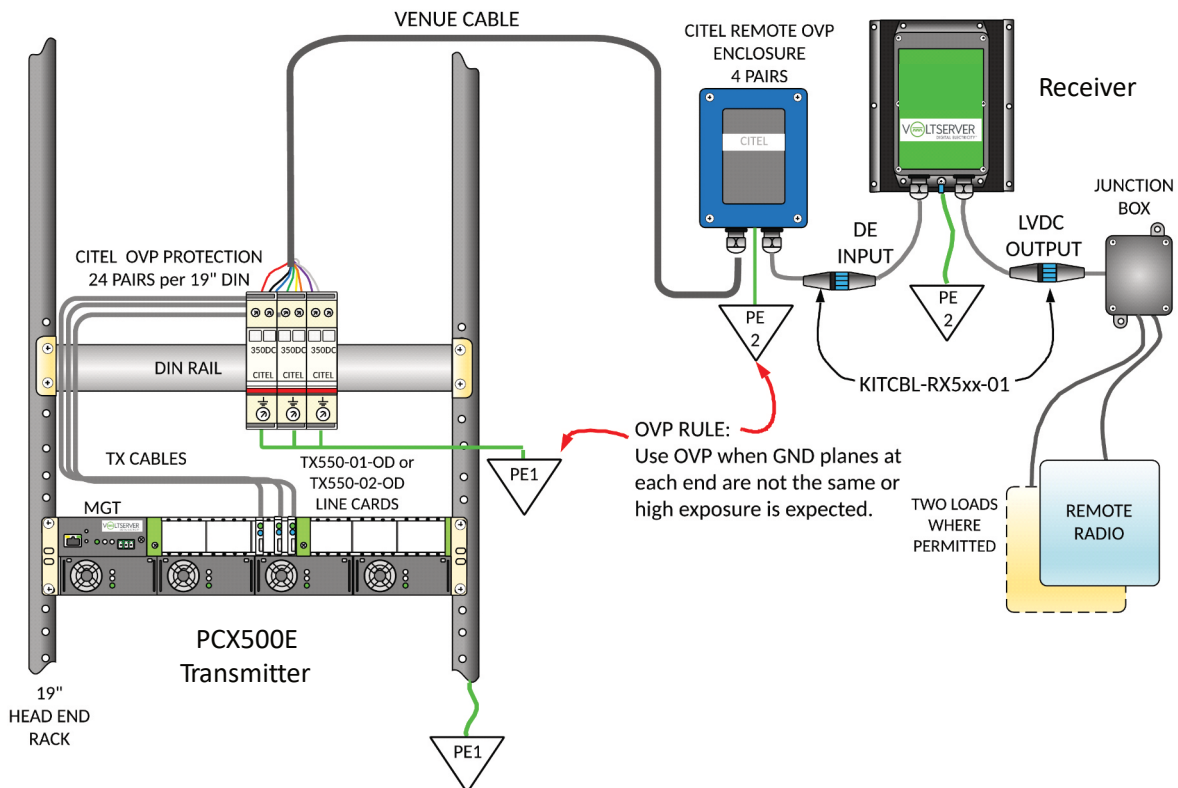 VENUE CABLE
CITEL REMOTE OVP
ENCLOSURE
4 PAIRS
CITEL
VOLTSERVER
DIGITAL ELECTRICITY
Receiver
JUNCTION
BOX
DE
INPUT
LVDC
OUTPUT
PE
2
PE
2
KITCBL-RX5xx-01
CITEL OVP PROTECTION
24 PAIRS per 19" DIN
350DC
350DC
350DC
CITEL
CITEL
CITEL
DIN RAIL
OVP RULE:
Use OVP when GND planes at
each end are not the same or
high exposure is expected.
PE1
TX CABLES
TX550-01-OD or
TX550-02-OD
LINE CARDS
MGT
VOLTSERVER
TWO LOADS
WHERE
PERMITTED
REMOTE
RADIO
PCX500E
Transmitter
19"
HEAD END
RACK
PE1